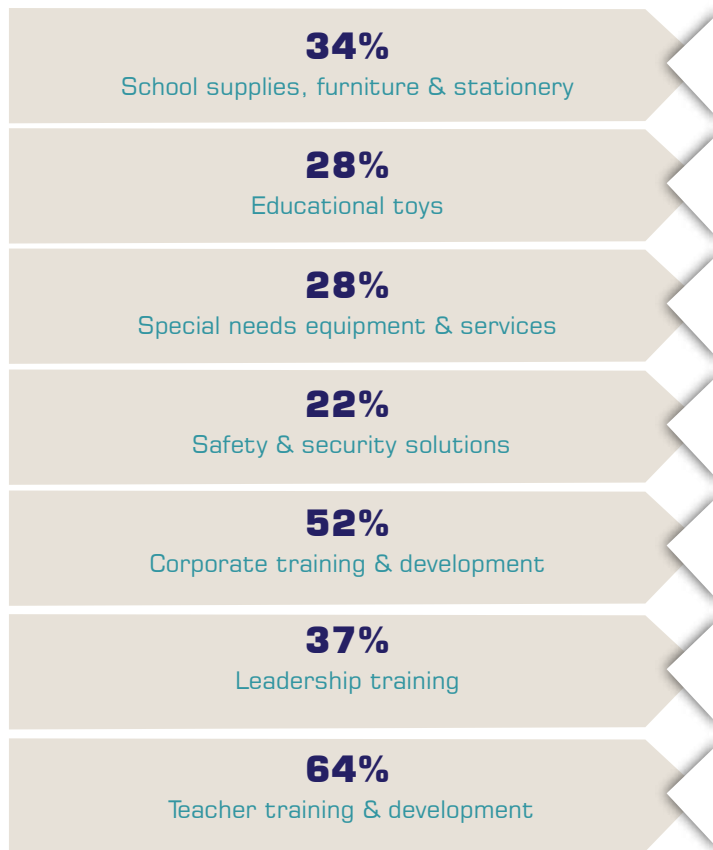 34%
School supplies, furniture & stationery
28%
Educational toys
28%
Special needs equipment & services
22%
Safety & security solutions
52%
Corporate training & development
37%
Leadership training
64%
Teacher training & development